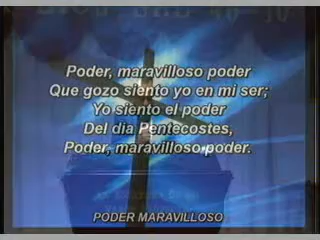 Poder, maravilloso poder
Que gozo siento yo en mi ser;
Yo siento el poder
Del dia Pentecostes,
Poder, maravilloso poder.
PODER MARAVILLOSO